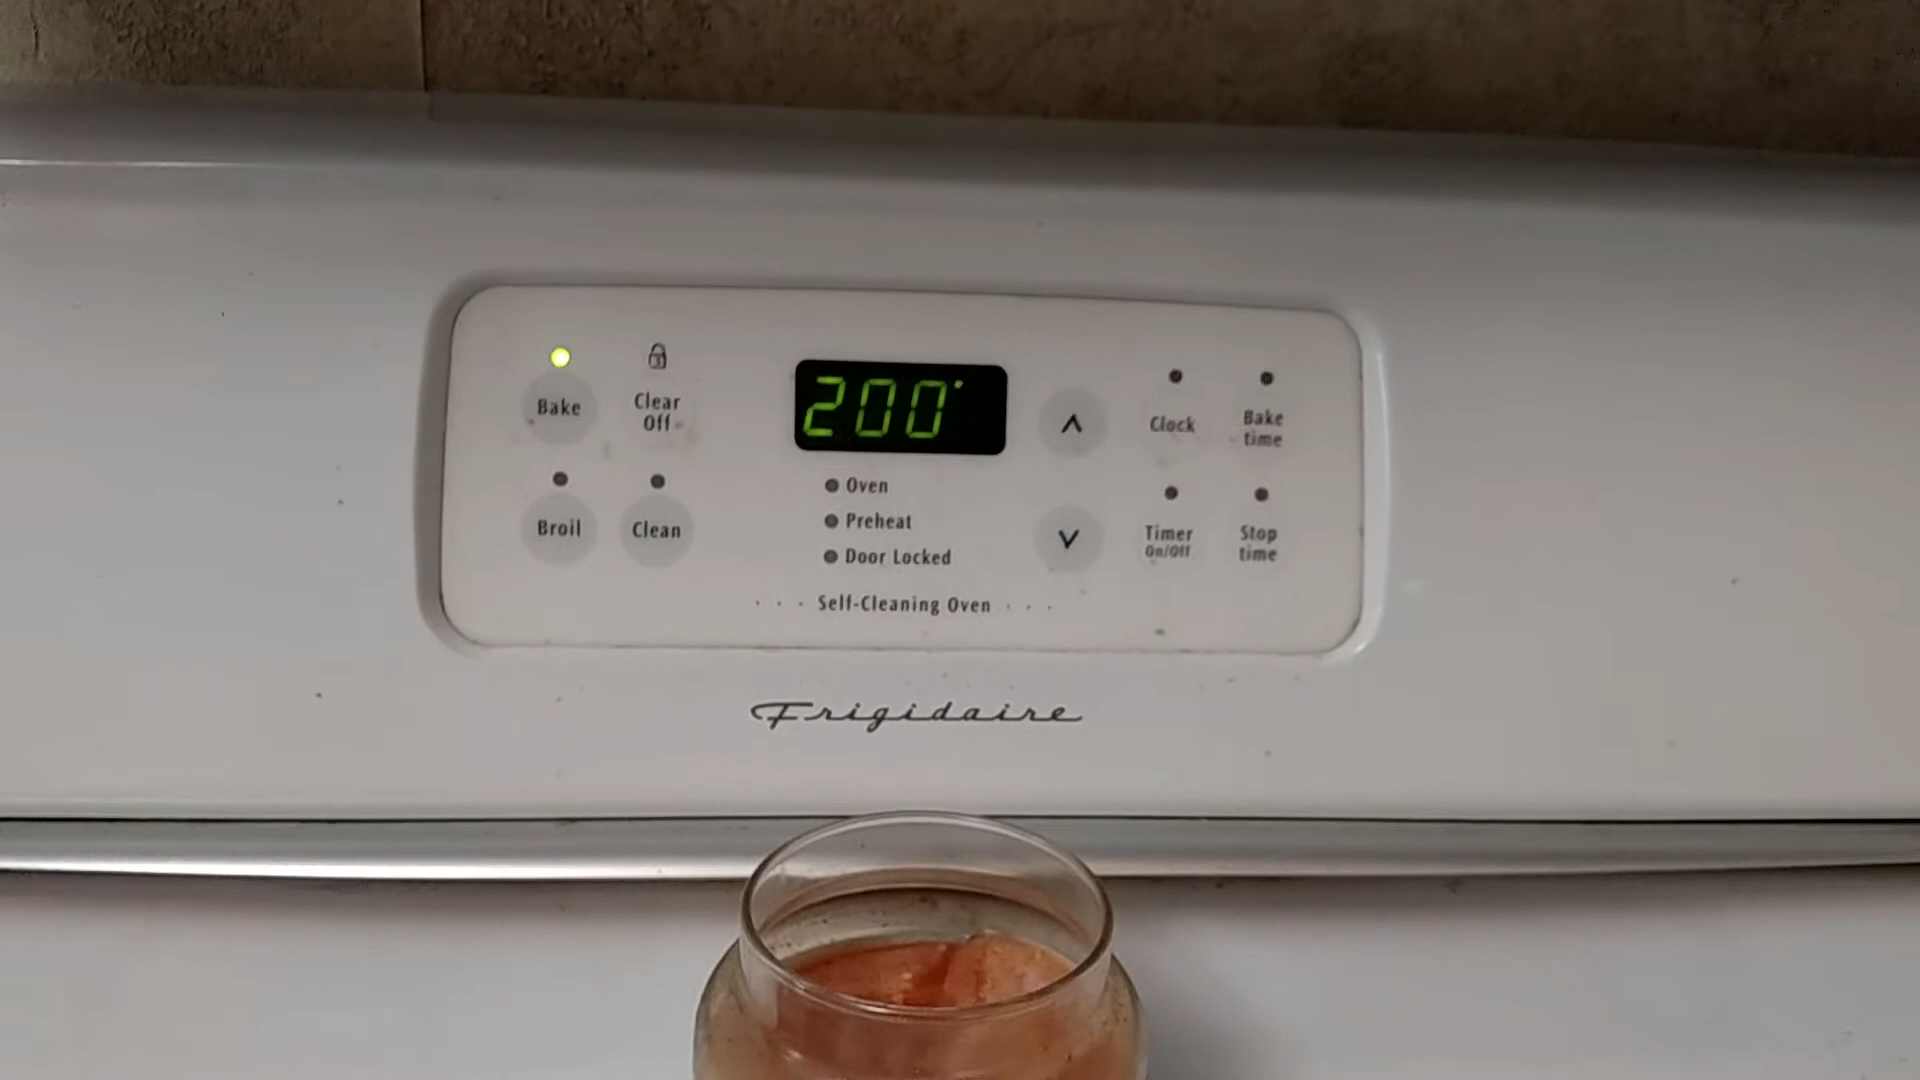 Bake
Clear
Off
200°
Clock
Bake
time
Oven
Preheat
Door Locked
Broil
Clean
Timer
On/Off
Stop
time
Self-Cleaning Oven
Frigidaire